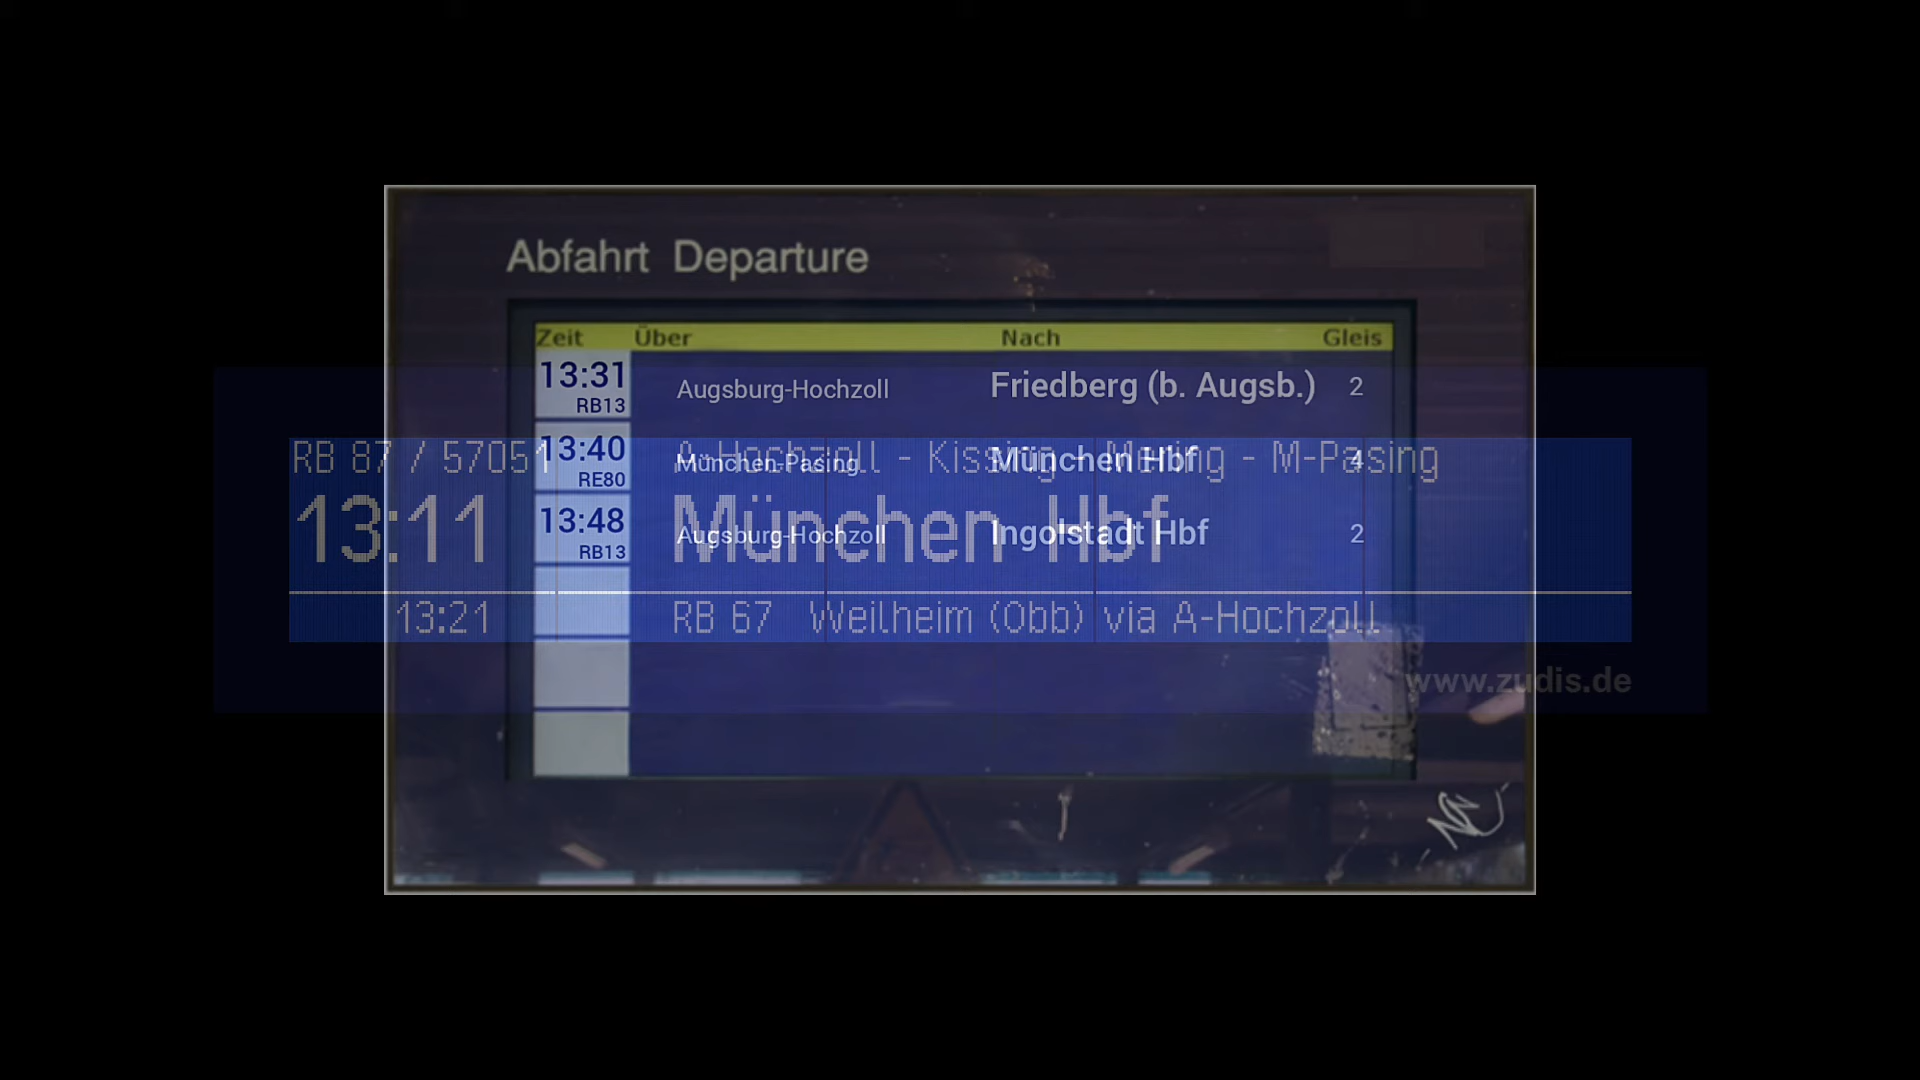 Abfahrt Departure
Zeit Über Nach Gleis
13:31 Augsburg-Hochzoll Friedberg (b. Augsb.) 2
RB13
13:40 München-Pasing München Hbf 4
RE80
13:48 Augsburg-Hochzoll Ingolstadt Hbf 2
RB13
RB 87 / 57051 A-Hochzoll - Kissing - Mering - M-Pasing
13:11 München Hbf
13:21 RB 67 Weilheim (Obb) via A-Hochzoll
www.zudis.de